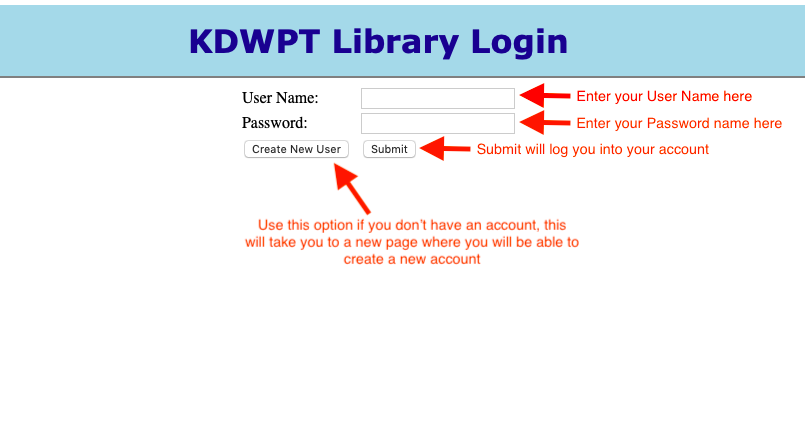 KDWPT Library Login
User Name:
Enter your User Name here
Password:
Enter your Password name here
Create New User
Submit
Submit will log you into your account
Use this option if you don't have an account, this
will take you to a new page where you will be able to
create a new account